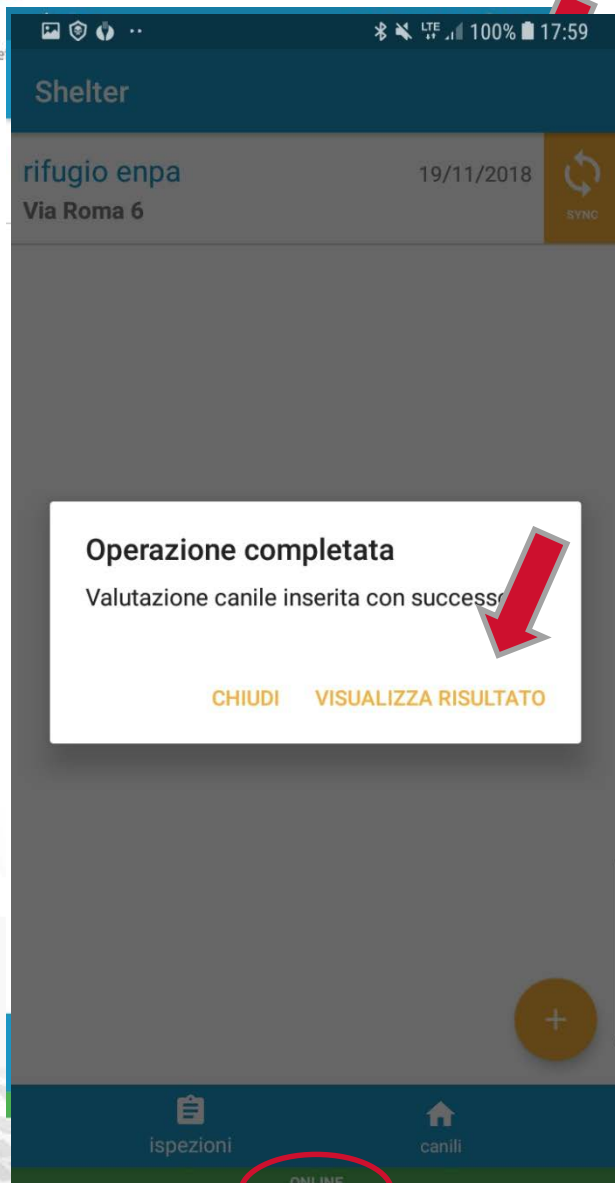 LTE 100% 17:59
Shelter
rifugio enpa 19/11/2018
Via Roma 6
SYNC
Operazione completata
Valutazione canile inserita con success
CHIUDI VISUALIZZA RISULTATO
+
ispezioni canili
ONLINE